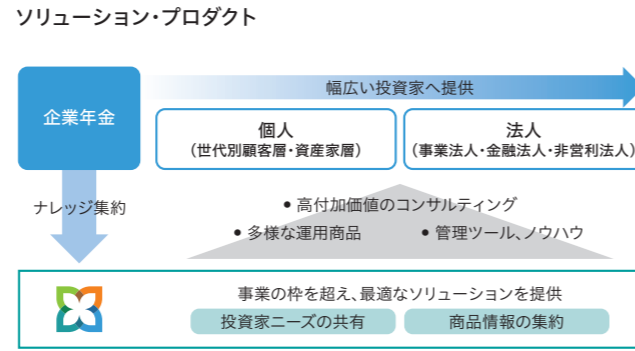 ソリューション・プロダクト
幅広い投資家へ提供
企業年金
個人
（世代別顧客層・資産家層）
法人
（事業法人・金融法人・非営利法人）
ナレッジ集約
● 高付加価値のコンサルティング
● 多様な運用商品
● 管理ツール、ノウハウ
事業の枠を超え、最適なソリューションを提供
投資家ニーズの共有
商品情報の集約